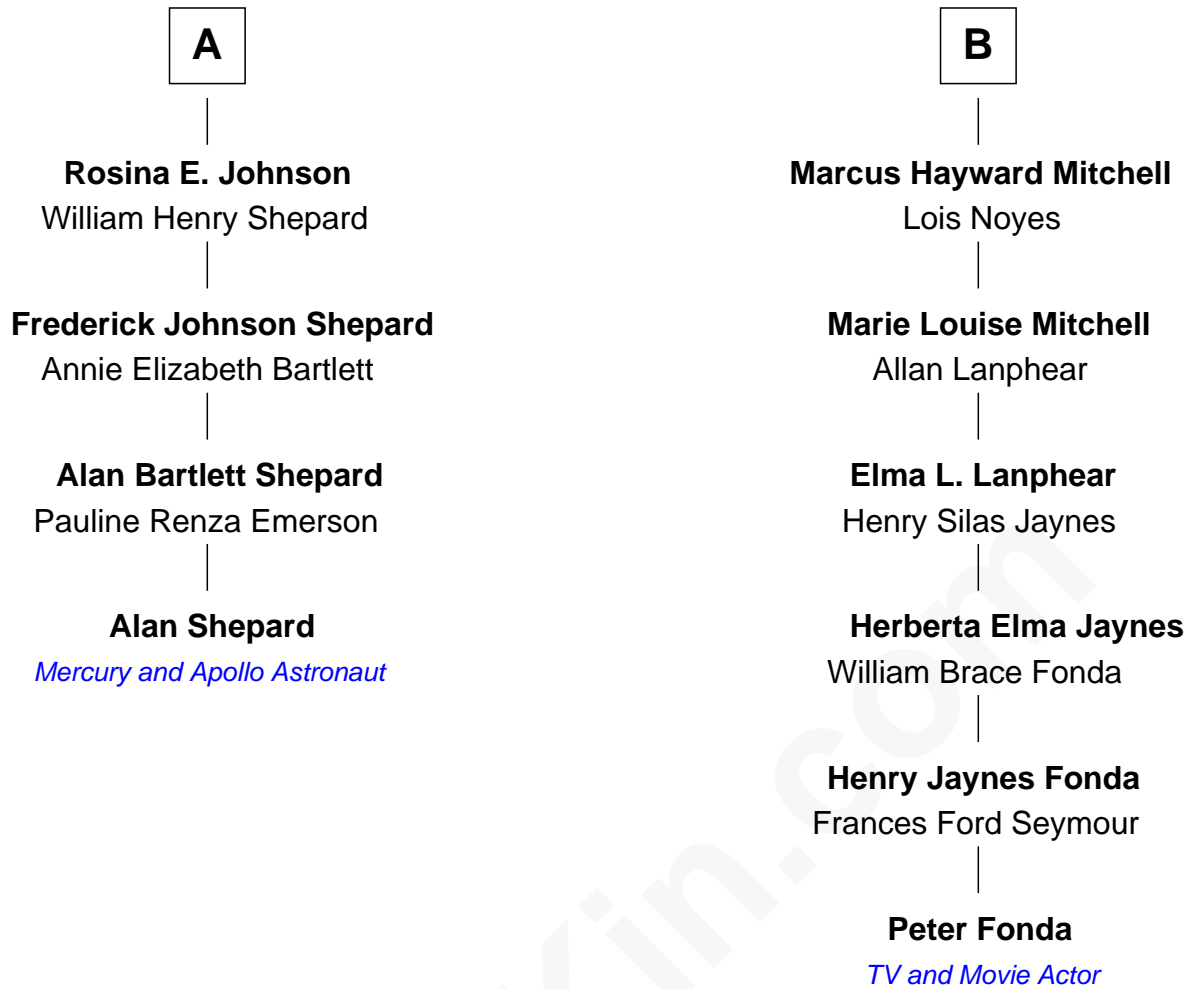 A
Rosina E. Johnson
William Henry Shepard
Frederick Johnson Shepard
Annie Elizabeth Bartlett
Alan Bartlett Shepard
Pauline Renza Emerson
Alan Shepard
Mercury and Apollo Astronaut
B
Marcus Hayward Mitchell
Lois Noyes
Marie Louise Mitchell
Allan Lanphear
Elma L. Lanphear
Henry Silas Jaynes
Herberta Elma Jaynes
William Brace Fonda
Henry Jaynes Fonda
Frances Ford Seymour
Peter Fonda
TV and Movie Actor
Kin.com